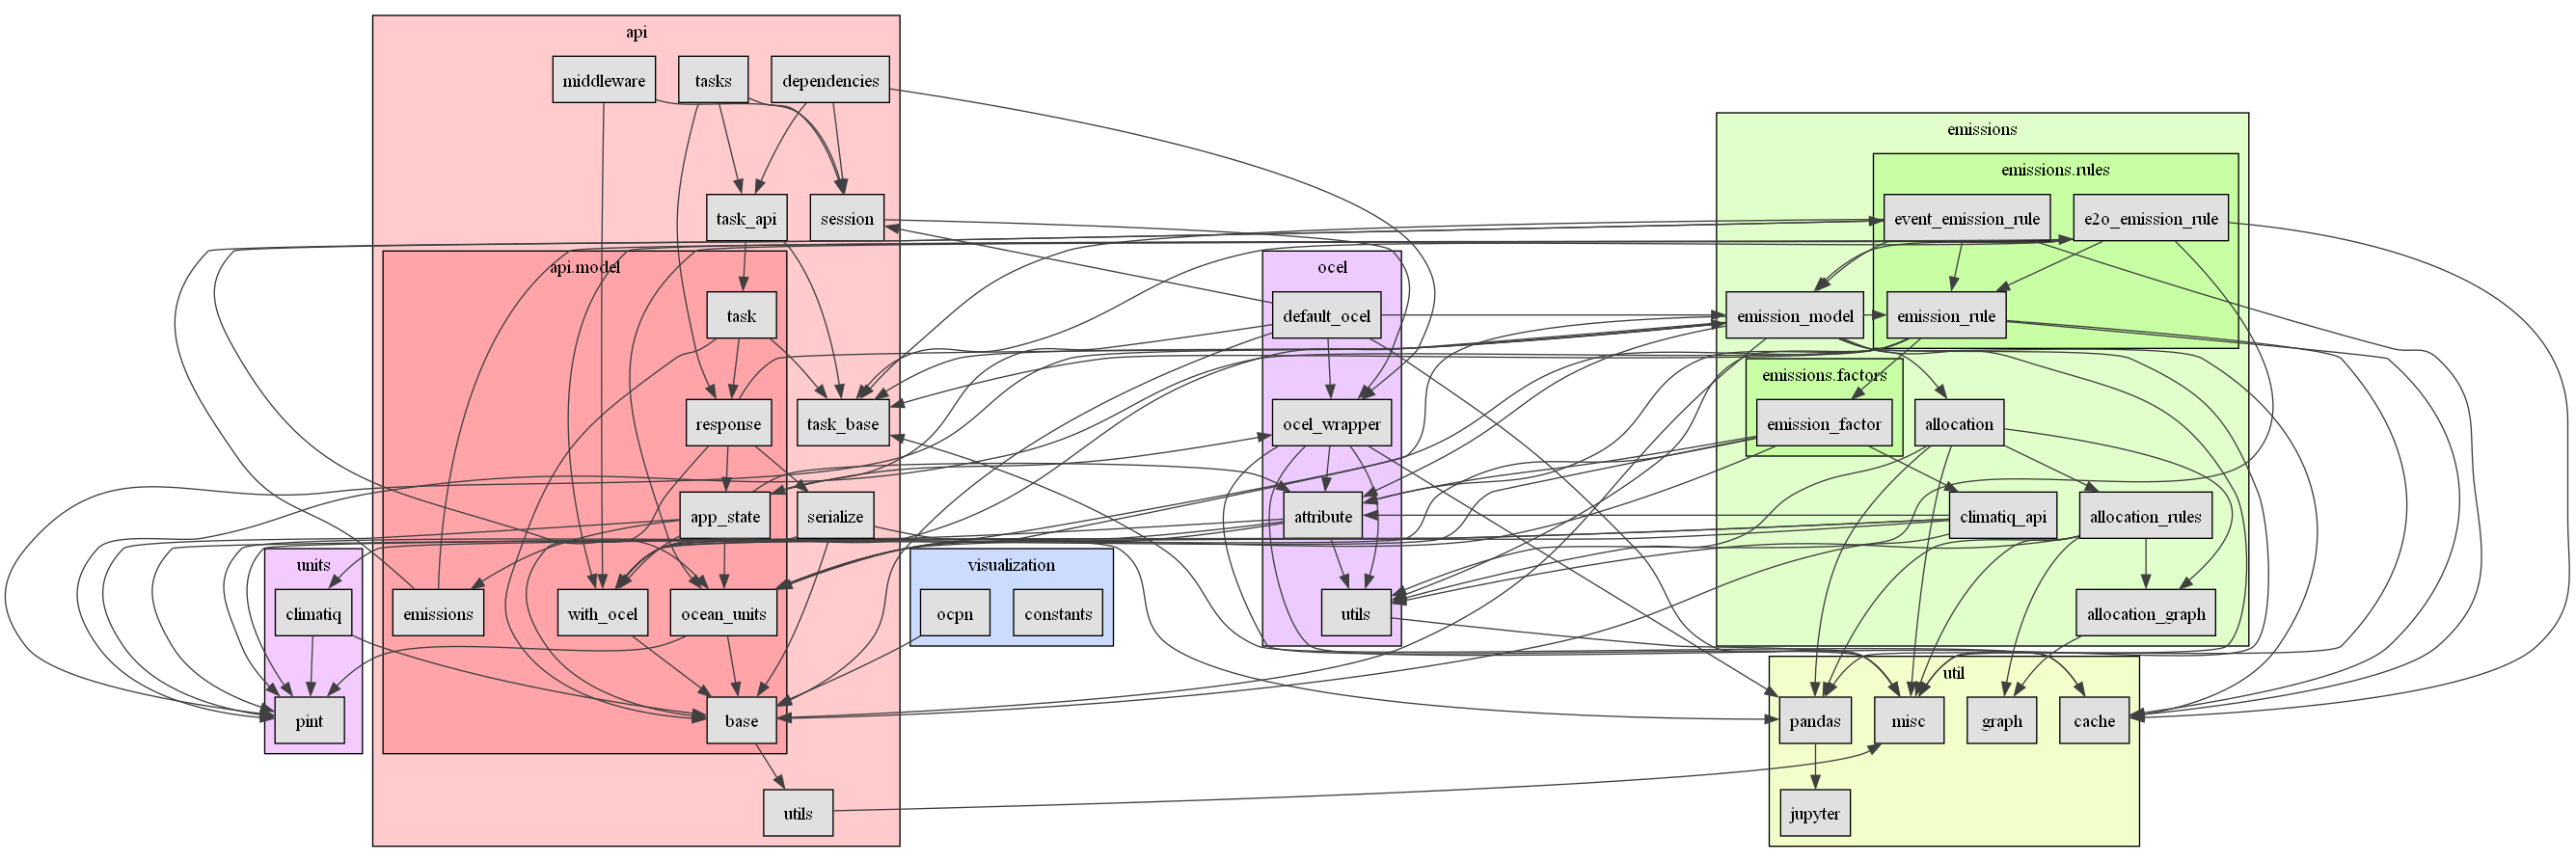 api
middleware
tasks
dependencies
task_api
session
api.model
task
response
task_base
app_state
serialize
emissions
with_ocel
ocean_units
base
utils
units
climatiq
pint
visualization
ocpn
constants
ocel
default_ocel
ocel_wrapper
attribute
utils
emissions
emissions.rules
event_emission_rule
e2o_emission_rule
emission_model
emission_rule
emissions.factors
emission_factor
allocation
climatiq_api
allocation_rules
allocation_graph
util
pandas
misc
graph
cache
jupyter